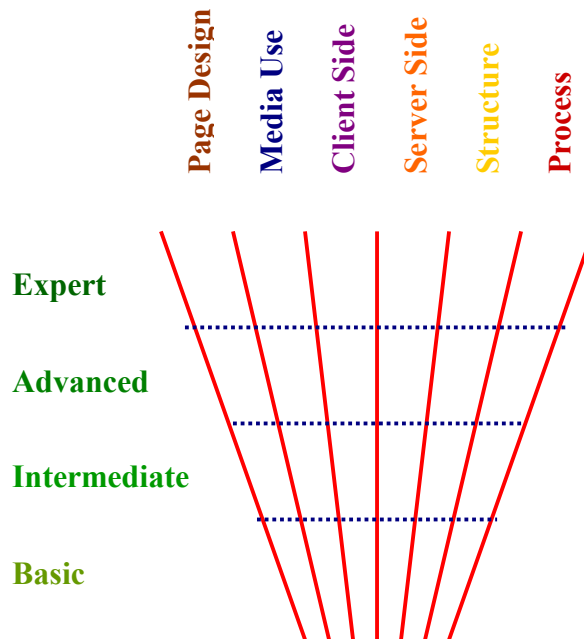 Page Design
Media Use
Client Side
Server Side
Structure
Process
Expert
Advanced
Intermediate
Basic